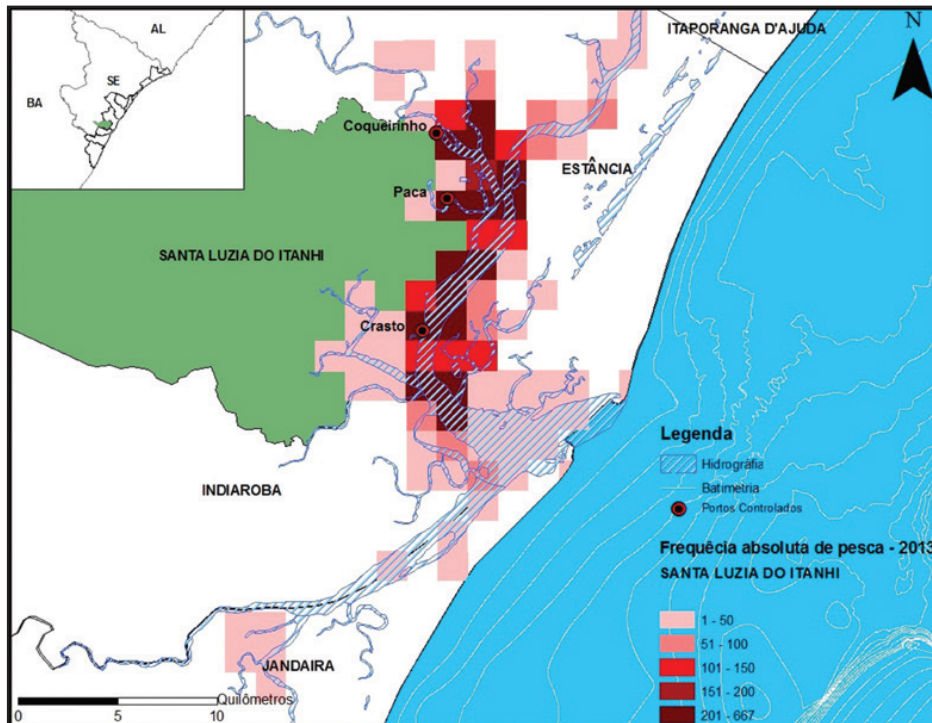 AL
SE
BA
ITAPORANGA D'AJUDA
N
Coqueirinho
ESTÂNCIA
Paca
SANTA LUZIA DO ITANHI
Crasto
INDIAROBA
JANDAIRA
Legenda
Hidrográfia
Batimetria
Portos Controlados
Frequêcia absoluta de pesca - 2013
SANTA LUZIA DO ITANHI
1 - 50
51 - 100
101 - 150
151 - 200
201 - 667
Quilômetros
0 5 10